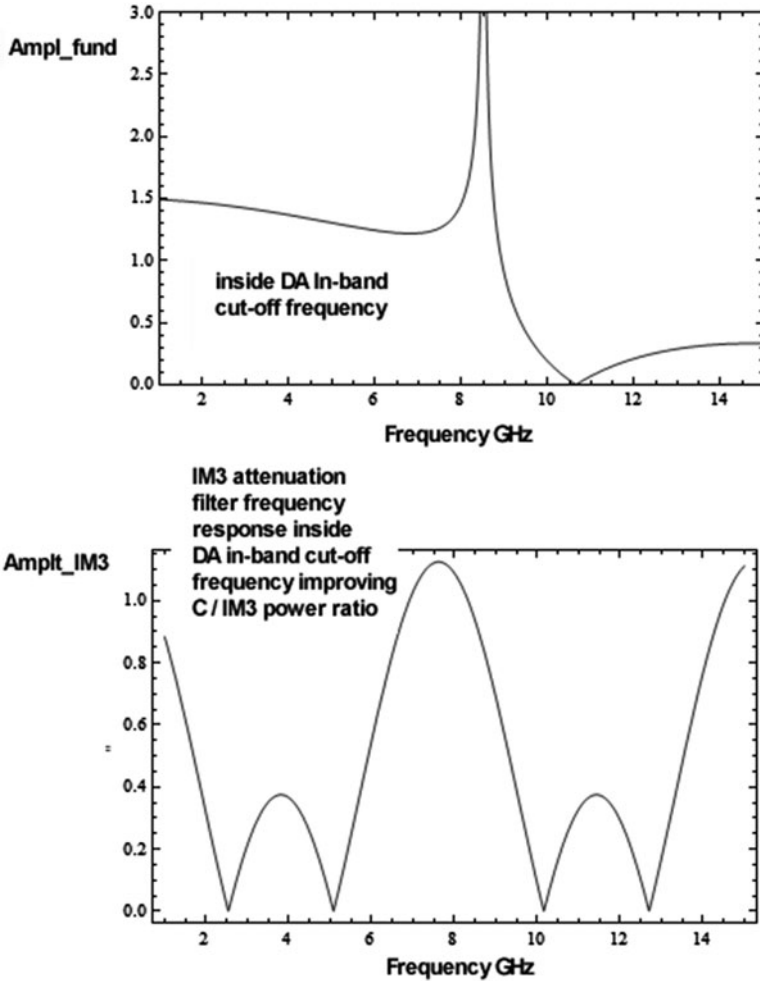 3.0
Ampl_fund
2.5
2.0
1.5
1.0
inside DA In-band
cut-off frequency
0.5
0.0
2 4 6 8 10 12 14
Frequency GHz
IM3 attenuation
filter frequency
response inside
Amplt_IM3
DA in-band cut-off
frequency improving
C / IM3 power ratio
1.0
0.8
0.6
"
0.4
0.2
0.0
2 4 6 8 10 12 14
Frequency GHz